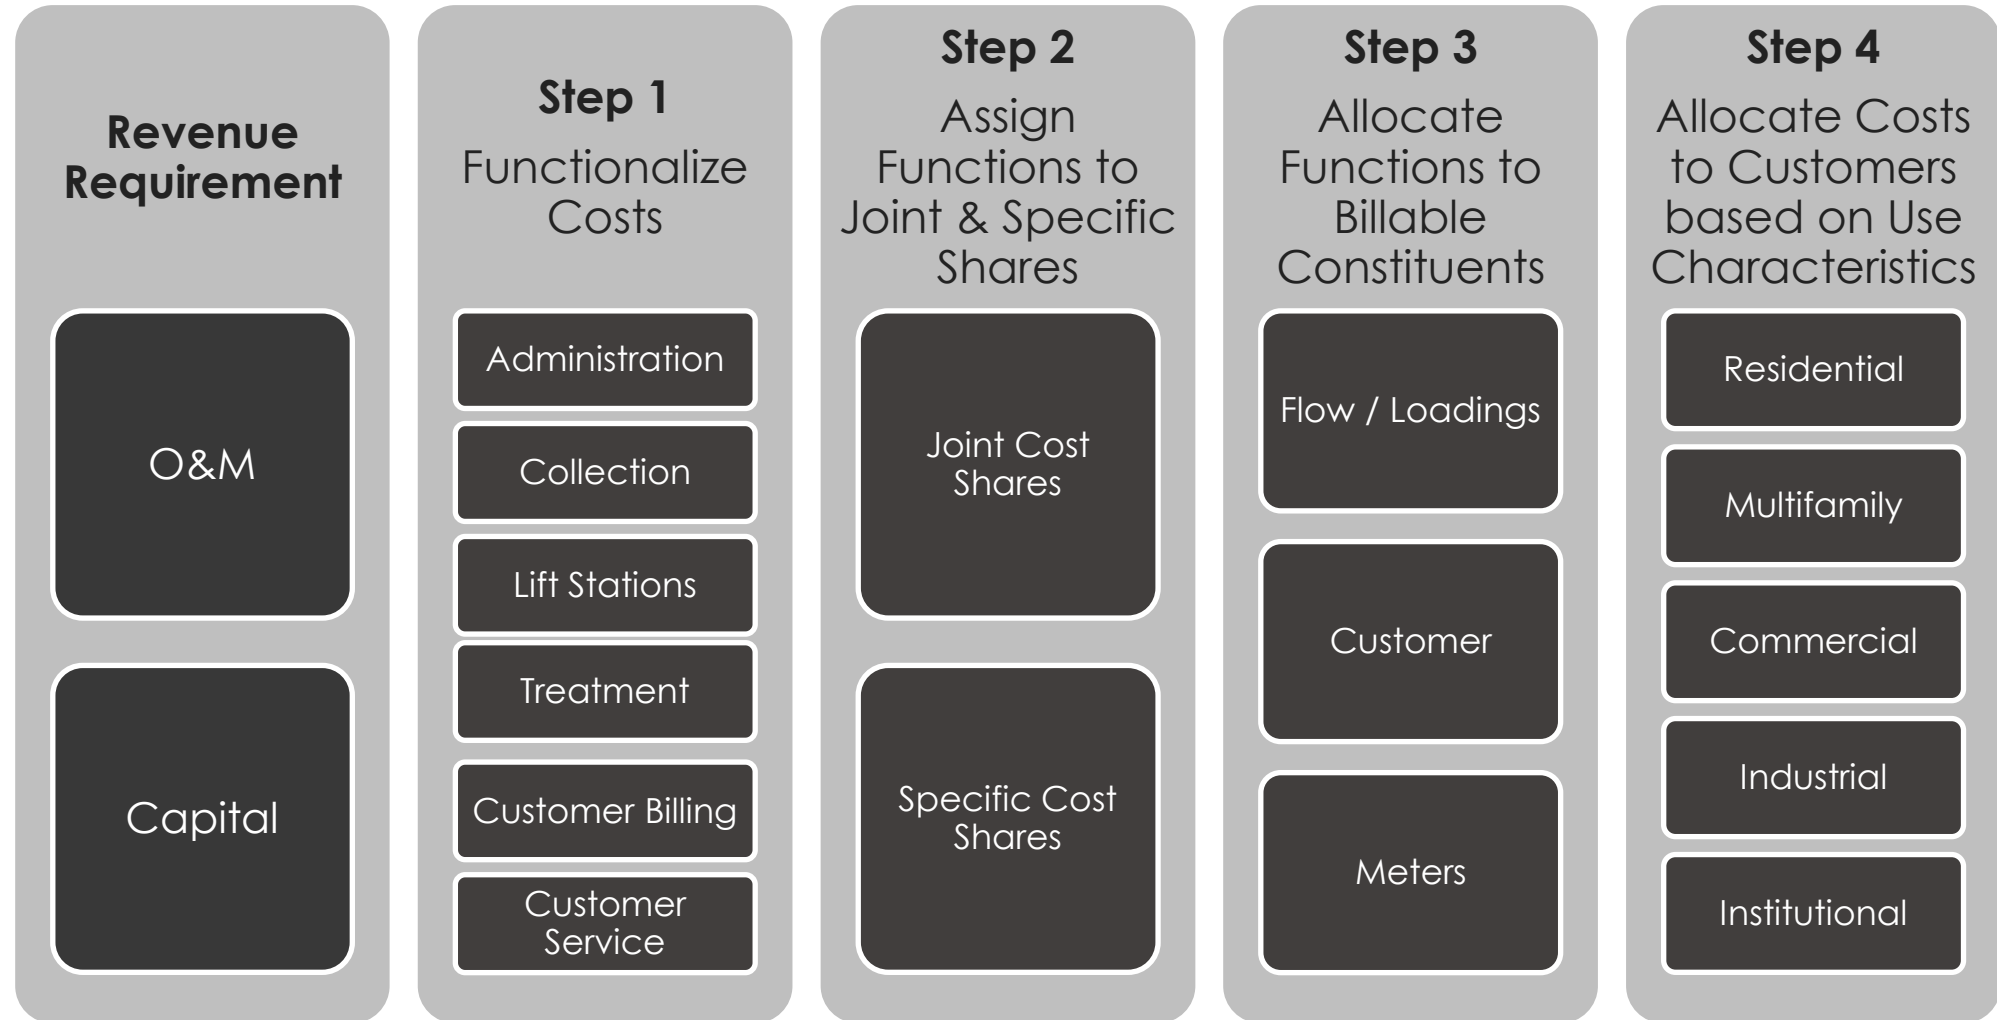 Revenue
Requirement
O&M
Capital
Step 1
Functionalize
Costs
Administration
Collection
Lift Stations
Treatment
Customer Billing
Customer
Service
Step 2
Assign
Functions to
Joint & Specific
Shares
Joint Cost
Shares
Specific Cost
Shares
Step 3
Allocate
Functions to
Billable
Constituents
Flow / Loadings
Customer
Meters
Step 4
Allocate Costs
to Customers
based on Use
Characteristics
Residential
Multifamily
Commercial
Industrial
Institutional